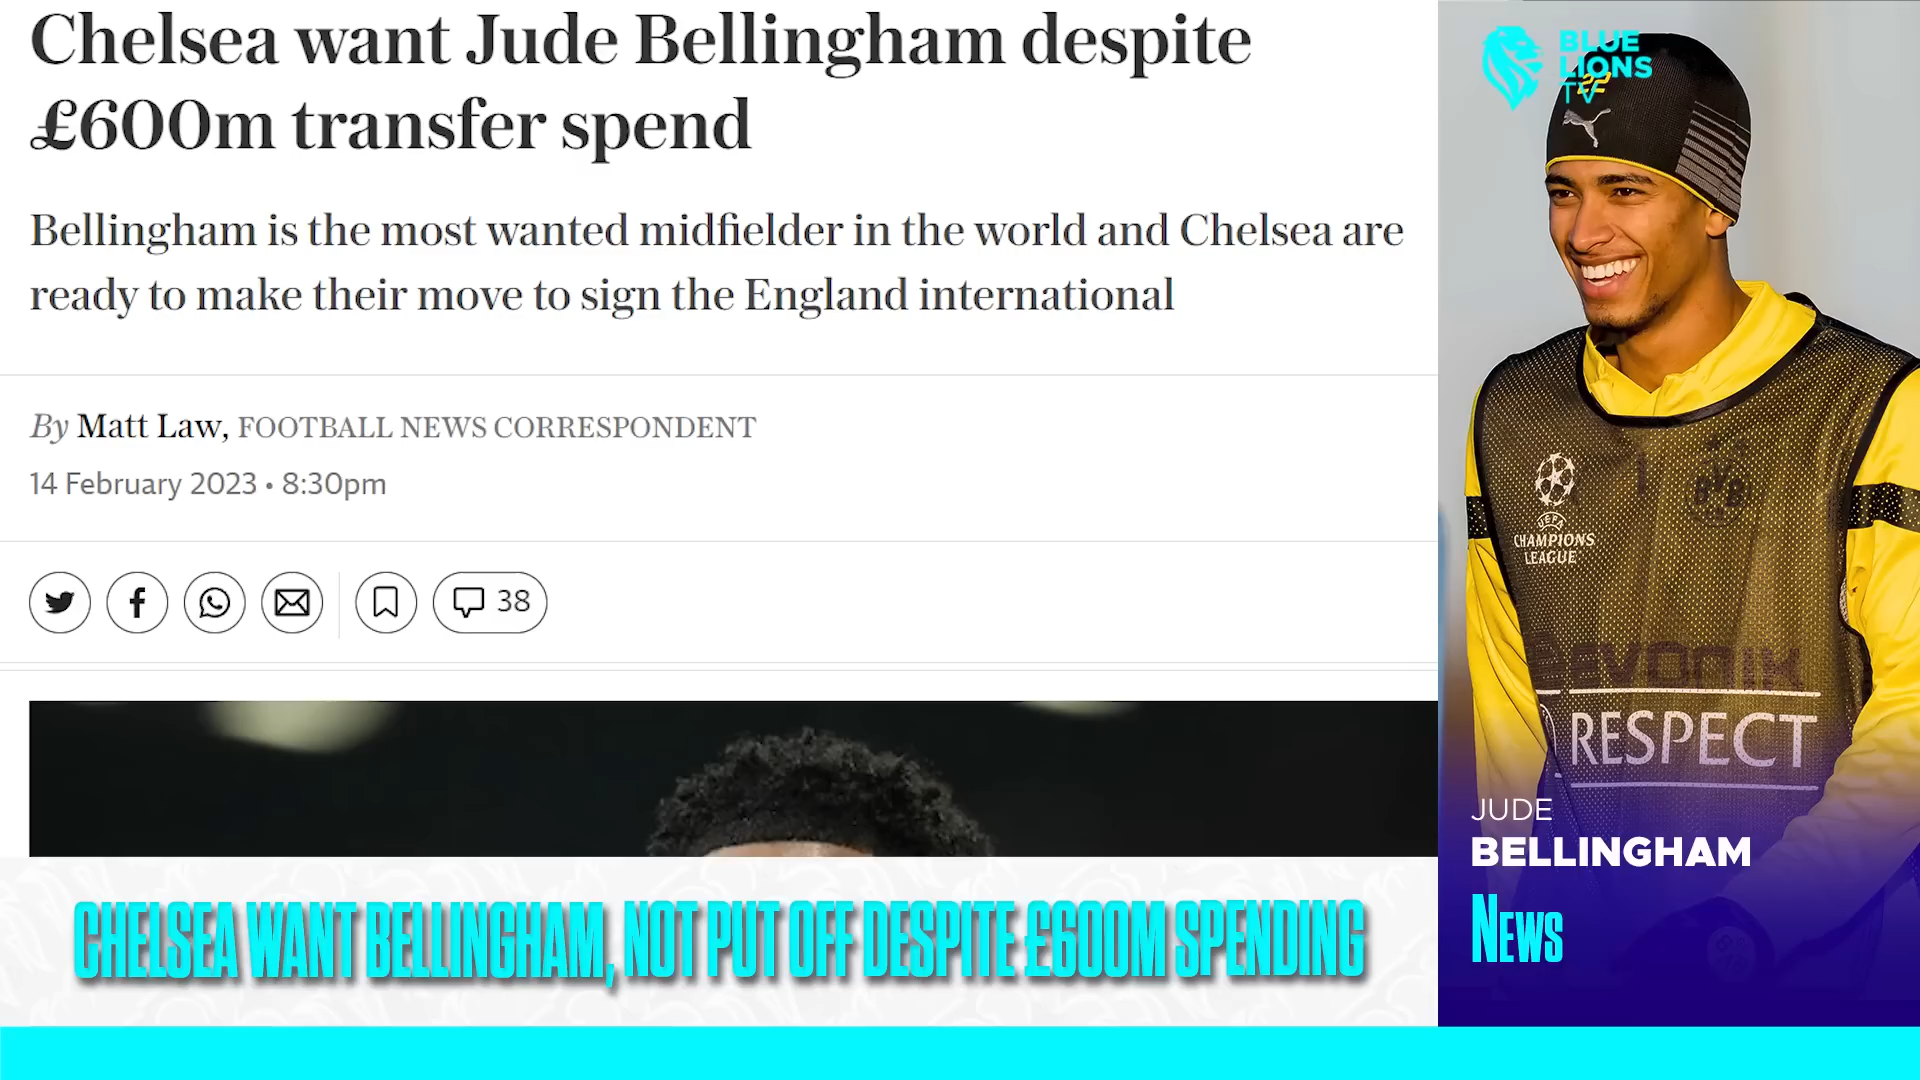 Chelsea want Jude Bellingham despite
£600m transfer spend
Bellingham is the most wanted midfielder in the world and Chelsea are
ready to make their move to sign the England international
By Matt Law, FOOTBALL NEWS CORRESPONDENT
14 February 2023 • 8:30pm
38
CHELSEA WANT BELLINGHAM, NOT PUT OFF DESPITE £600M SPENDING
BLUE
LIONS
TV
22
UEFA
CHAMPIONS
LEAGUE
BVB
EVONIK
RESPECT
JUDE
BELLINGHAM
News